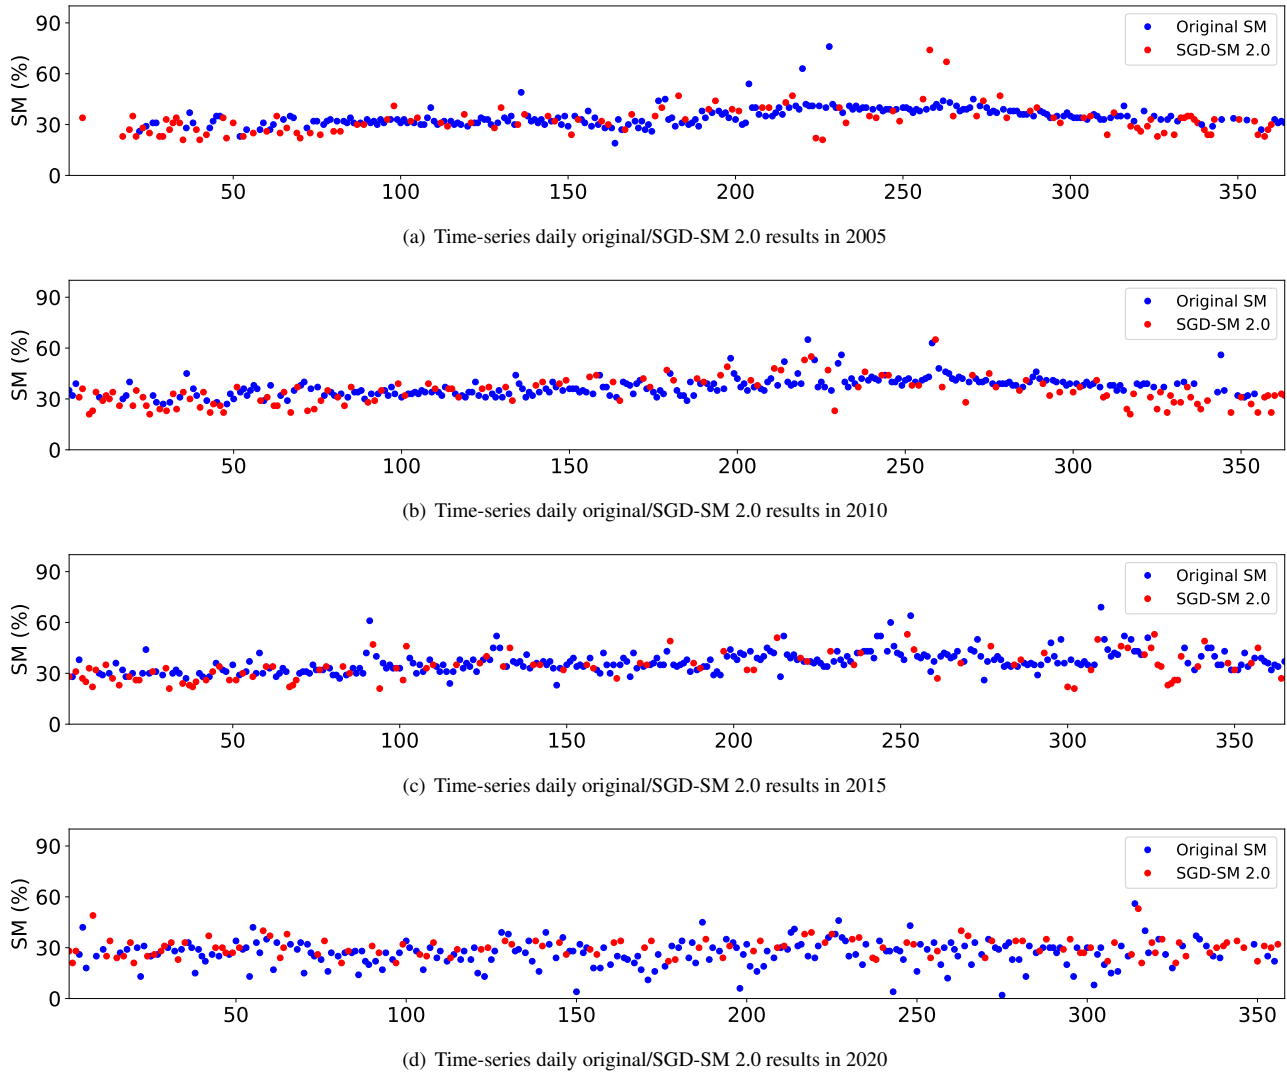 90
60
30
0
SM (%)
Original SM
SGD-SM 2.0
50 100 150 200 250 300 350
(a) Time-series daily original/SGD-SM 2.0 results in 2005
90
60
30
0
SM (%)
Original SM
SGD-SM 2.0
50 100 150 200 250 300 350
(b) Time-series daily original/SGD-SM 2.0 results in 2010
90
60
30
0
SM (%)
Original SM
SGD-SM 2.0
50 100 150 200 250 300 350
(c) Time-series daily original/SGD-SM 2.0 results in 2015
90
60
30
0
SM (%)
Original SM
SGD-SM 2.0
50 100 150 200 250 300 350
(d) Time-series daily original/SGD-SM 2.0 results in 2020